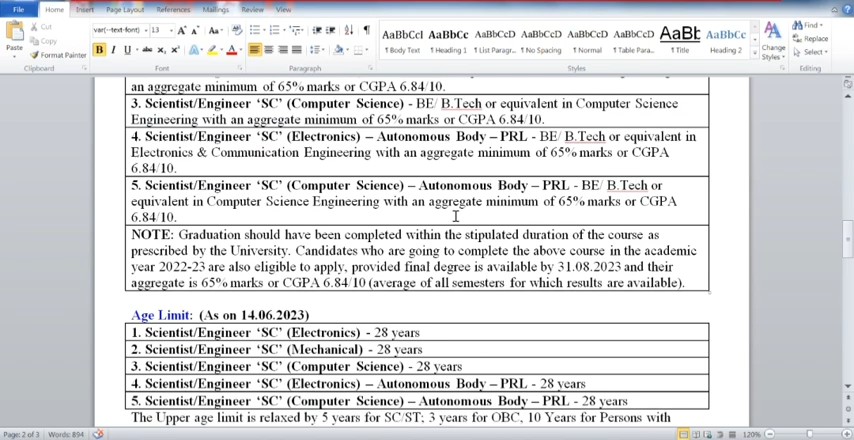 File Home Insert Page Layout References Mailings Review View
Cut
Copy
Format Painter
Paste
Clipboard
var(--text-font) 13
Font
Paragraph
AaBbCcI AaBbCc AaBbCcD AaBbCcD AaBbCcD AaBbCcD AaBb AaBbCc
¶ Body Text ¶ Heading 1 ¶ List Paragr... ¶ No Spacing ¶ Normal ¶ Table Para... ¶ Title Heading 2
Styles
Change
Styles
Find
Replace
Select
Editing
an aggregate minimum of 65% marks or CGPA 6.84/10.
3. Scientist/Engineer ‘SC’ (Computer Science) - BE/ B.Tech or equivalent in Computer Science
Engineering with an aggregate minimum of 65% marks or CGPA 6.84/10.
4. Scientist/Engineer ‘SC’ (Electronics) – Autonomous Body – PRL - BE/ B.Tech or equivalent in
Electronics & Communication Engineering with an aggregate minimum of 65% marks or CGPA
6.84/10.
5. Scientist/Engineer ‘SC’ (Computer Science) – Autonomous Body – PRL - BE/ B.Tech or
equivalent in Computer Science Engineering with an aggregate minimum of 65% marks or CGPA
6.84/10.
NOTE: Graduation should have been completed within the stipulated duration of the course as
prescribed by the University. Candidates who are going to complete the above course in the academic
year 2022-23 are also eligible to apply, provided final degree is available by 31.08.2023 and their
aggregate is 65% marks or CGPA 6.84/10 (average of all semesters for which results are available).
Age Limit: (As on 14.06.2023)
1. Scientist/Engineer ‘SC’ (Electronics) - 28 years
2. Scientist/Engineer ‘SC’ (Mechanical) - 28 years
3. Scientist/Engineer ‘SC’ (Computer Science) - 28 years
4. Scientist/Engineer ‘SC’ (Electronics) – Autonomous Body – PRL - 28 years
5. Scientist/Engineer ‘SC’ (Computer Science) – Autonomous Body – PRL - 28 years
The Upper age limit is relaxed by 5 years for SC/ST; 3 years for OBC, 10 Years for Persons with
Page: 2 of 3 Words: 894 120%